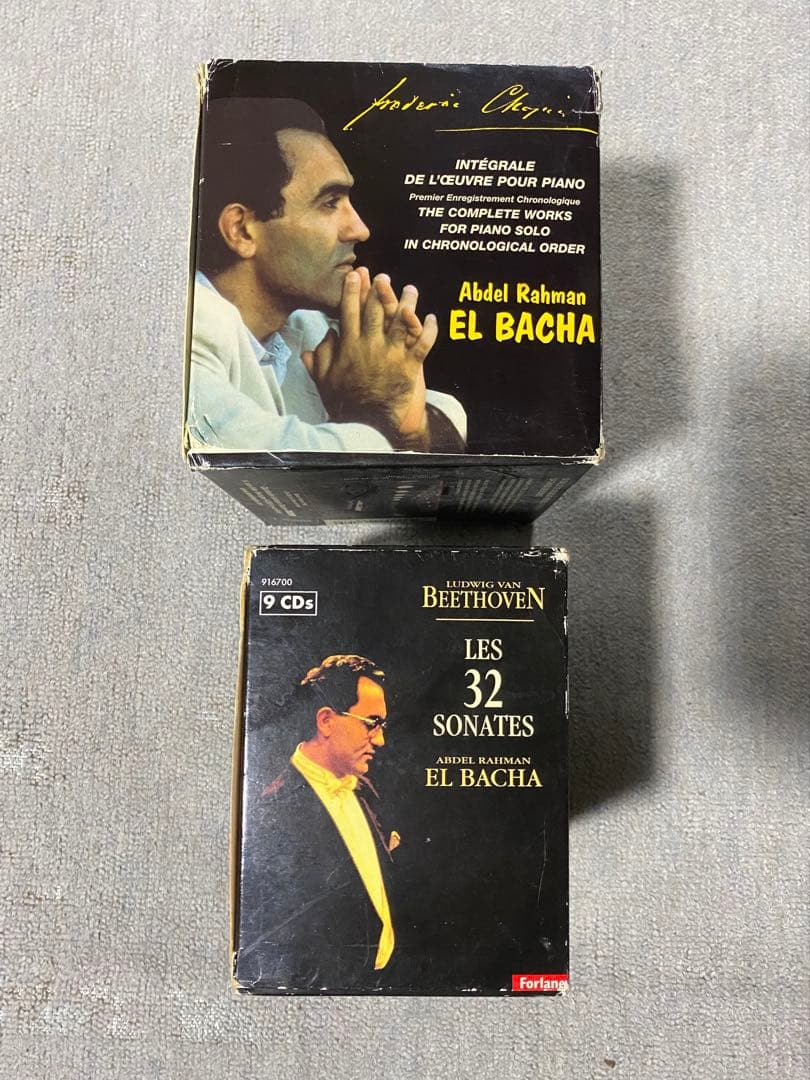 Frederic Chopin
INTÉGRALE
DE L'ŒUVRE POUR PIANO
Premier Enregistrement Chronologique
THE COMPLETE WORKS
FOR PIANO SOLO
IN CHRONOLOGICAL ORDER
Abdel Rahman
EL BACHA
916700
9 CDs
LUDWIG VAN
BEETHOVEN
LES
32
SONATES
ABDEL RAHMAN
EL BACHA
Forlane